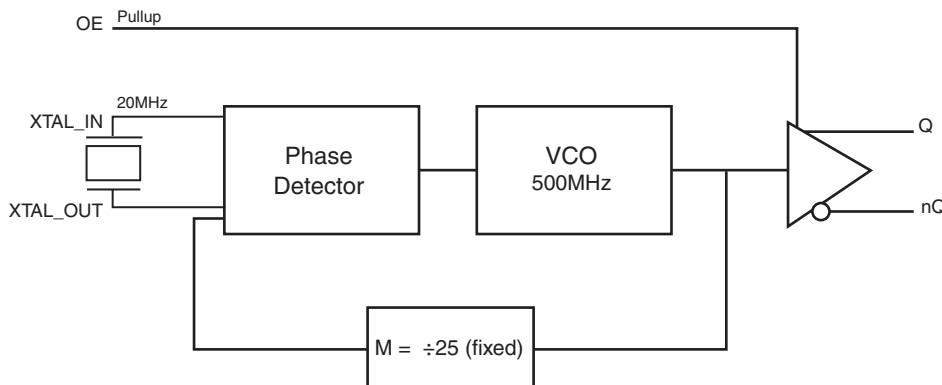 OE Pullup
20MHz
XTAL_IN
XTAL_OUT
Phase
Detector
VCO
500MHz
Q
nQ
M = ÷25 (fixed)